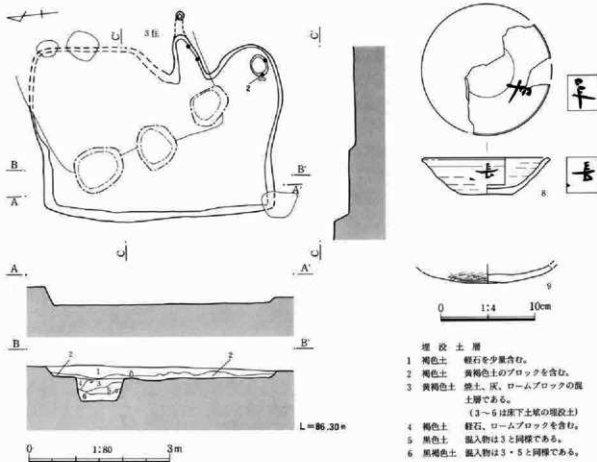 C'
3住
C'
2
B
B'
A
A'
C
C
A
A'
B
B'
2
1
6
2
4
3
5
6
L=86.30m
0 1:80 3m
8
9
0 1:4 10cm
埋没土層
1 褐色土 軽石を少量含む。
2 褐色土 黄褐色土のブロックを含む。
3 黄褐色土 焼土、灰、ロームブロックの混
土層である。
(3~6は床下土坑の埋没土)
4 褐色土 軽石、ロームブロックを含む。
5 黒色土 混入物は3と同様である。
6 黒褐色土 混入物は3・5と同様である。